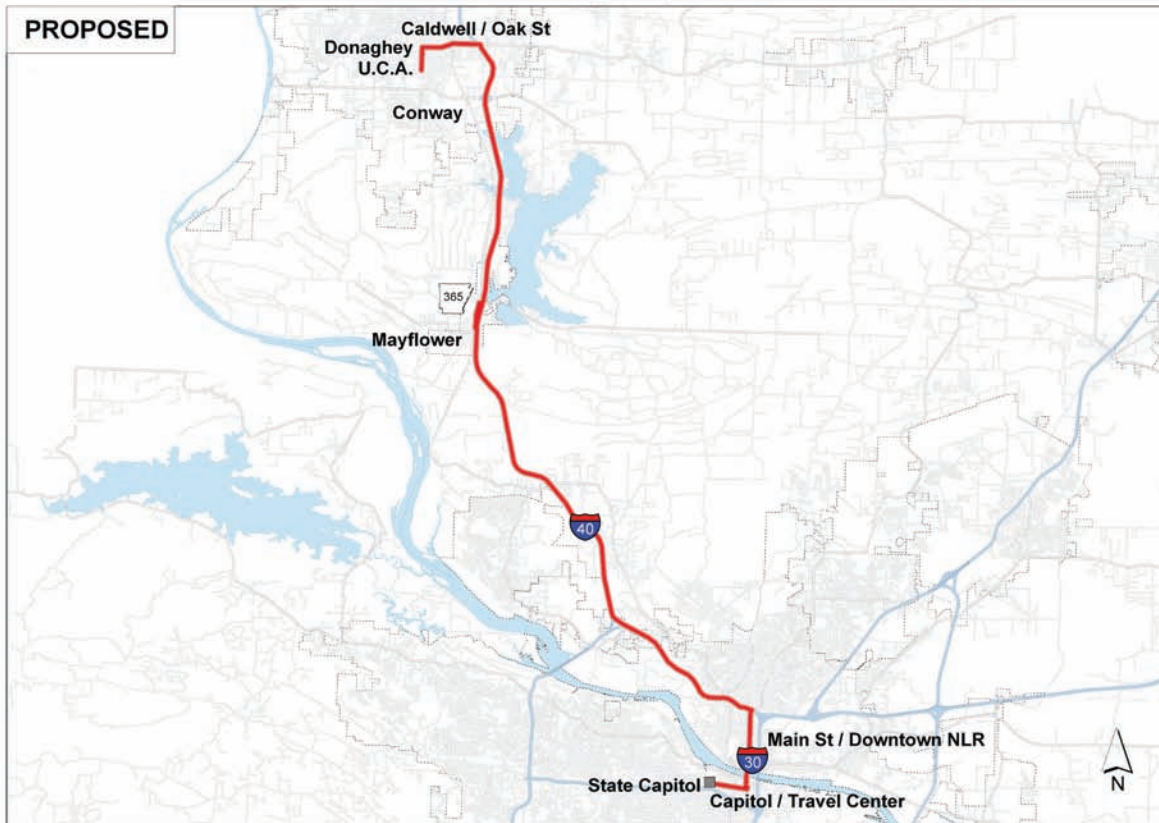 PROPOSED
Caldwell / Oak St
Donaghey
U.C.A.
Conway
365
Mayflower
40
Main St / Downtown NLR
30
State Capitol
Capitol / Travel Center
N